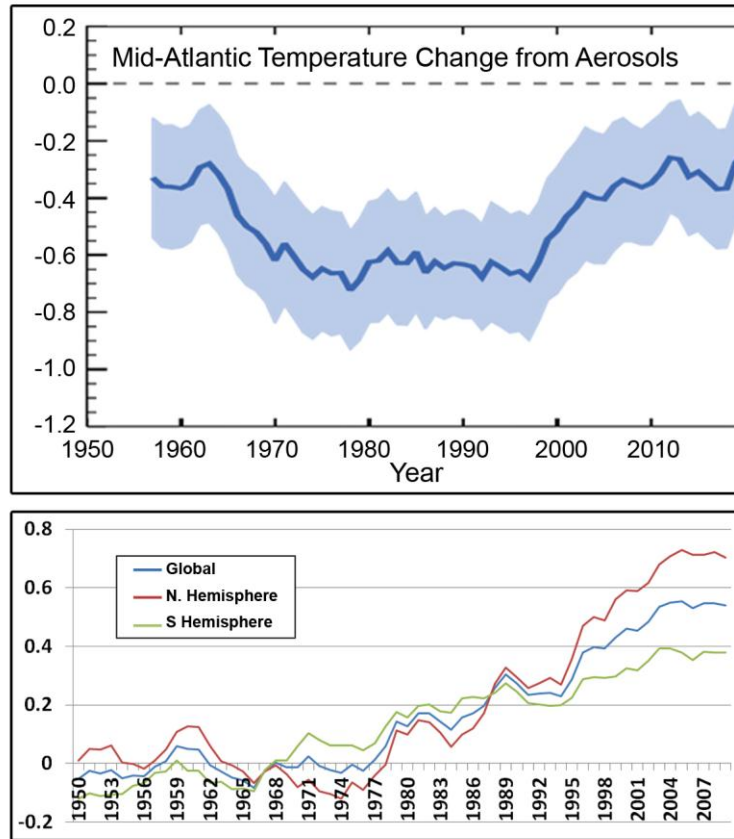 0.2
Mid-Atlantic Temperature Change from Aerosols
0.0
-0.2
-0.4
-0.6
-0.8
-1.0
-1.2
1950 1960 1970 1980 1990 2000 2010
Year
0.8
Global
0.6
N. Hemisphere
S Hemisphere
0.4
0.2
0
-0.2
1950 1953 1956 1959 1962 1965 1968 1971 1974 1977 1980 1983 1986 1989 1992 1995 1998 2001 2004 2007